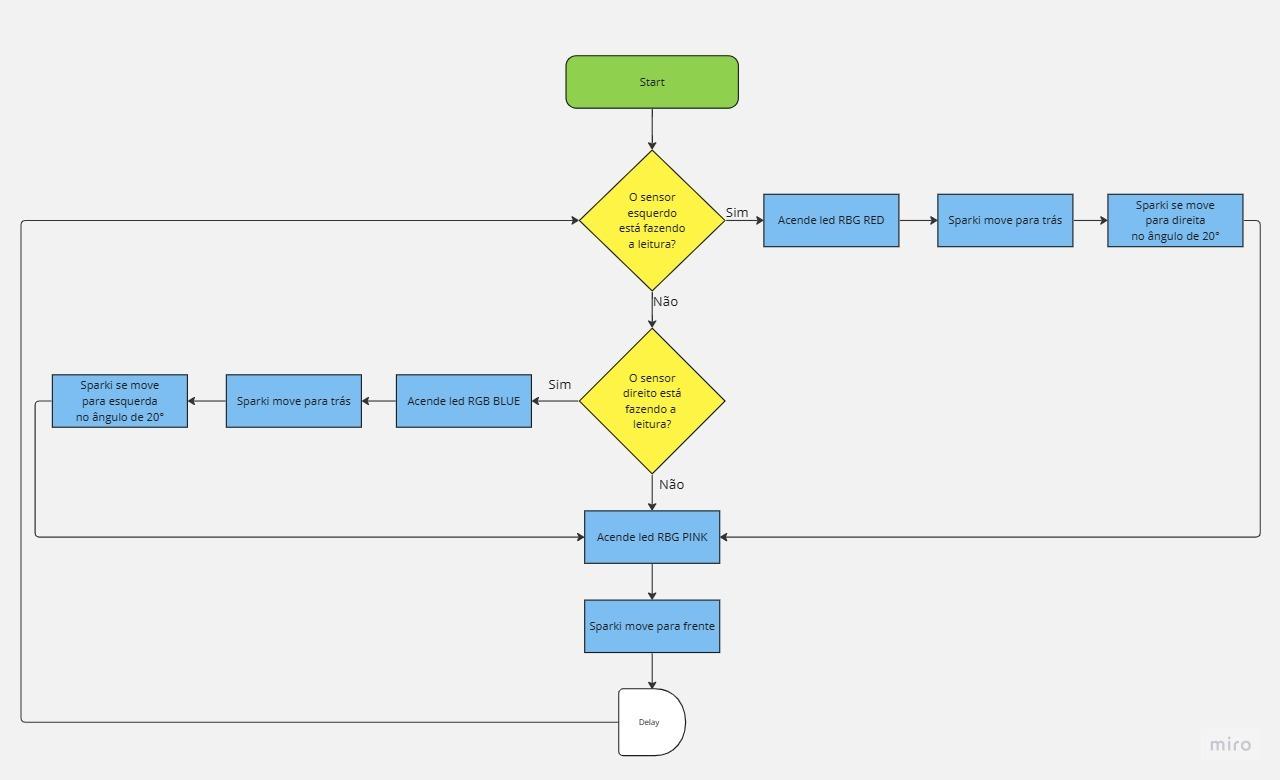 Start
O sensor
esquerdo
está fazendo
a leitura?
Sim
Acende led RBG RED
Sparki move para trás
Sparki se move
para direita
no ângulo de 20°
Não
O sensor
direito está
fazendo a
leitura?
Sim
Acende led RGB BLUE
Sparki move para trás
Sparki se move
para esquerda
no ângulo de 20°
Não
Acende led RBG PINK
Sparki move para frente
Delay
miro